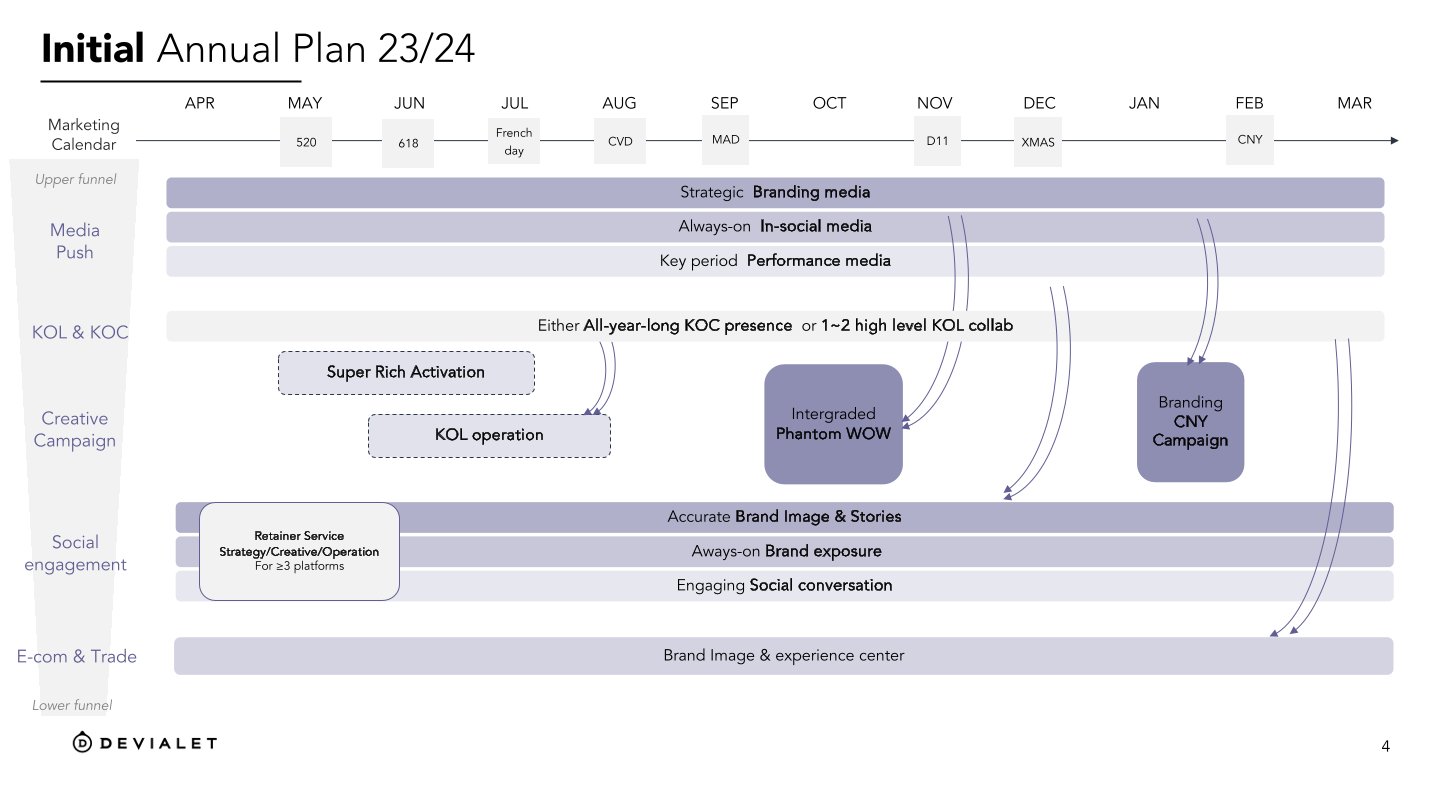 Initial Annual Plan 23/24
APR MAY JUN JUL AUG SEP OCT NOV DEC JAN FEB MAR
Marketing
Calendar
520
618
French
day
CVD
MAD
D11
XMAS
CNY
Upper funnel
Strategic Branding media
Media
Push
Always-on In-social media
Key period Performance media
KOL & KOC
Either All-year-long KOC presence or 1~2 high level KOL collab
Creative
Campaign
Super Rich Activation
KOL operation
Intergraded
Phantom WOW
Branding
CNY
Campaign
Social
engagement
Accurate Brand Image & Stories
Retainer Service
Strategy/Creative/Operation
For ≥3 platforms
Aways-on Brand exposure
Engaging Social conversation
E-com & Trade
Brand Image & experience center
Lower funnel
DEVIALET
4